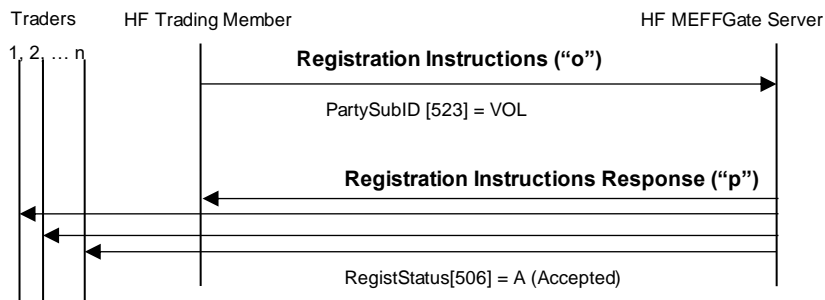 Traders
HF Trading Member
HF MEFFGate Server
1, 2, … n
Registration Instructions (“o”)
PartySubID [523] = VOL
Registration Instructions Response (“p”)
RegistStatus[506] = A (Accepted)